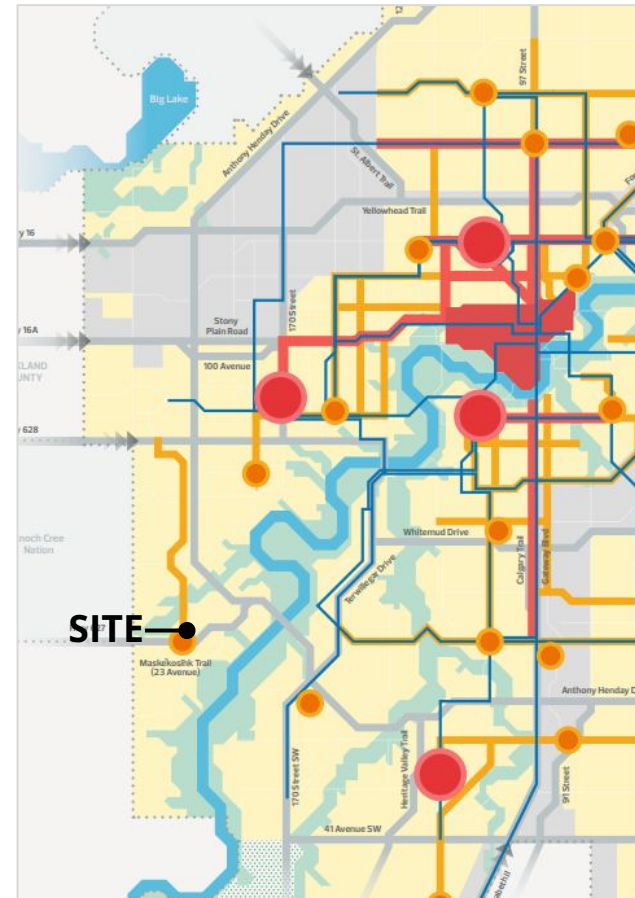 97 Street
Big Lake
Anthony Henday Drive
St. Albert Trail
Yellowhead Trail
16
170 Street
Stony
Plain Road
16A
100 Avenue
628
Whitemud Drive
Calgary Trail
Gateway Blvd
Nation
Terwillegar Drive
SITE
Maskekosihk Trail
(23 Avenue)
Anthony Henday D
170 Street SW
Heritage Valley Trail
91 Street
41 Avenue SW